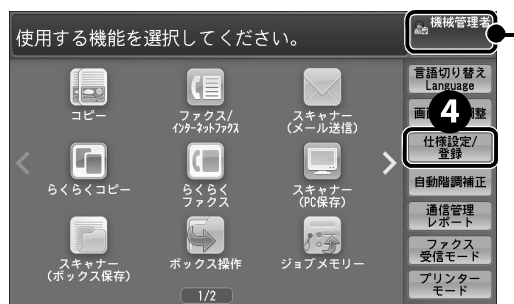 使用する機能を選択してください。
機械管理者
コピー
ファクス/
インターネットファクス
スキャナー
(メール送信)
らくらくコピー
らくらく
ファクス
スキャナー
(PC保存)
スキャナー
(ボックス保存)
ボックス操作
ジョブメモリー
1/2
言語切り替え
Language
4
仕様設定/
登録
自動階調補正
通信管理
レポート
ファクス
受信モード
プリンター
モード